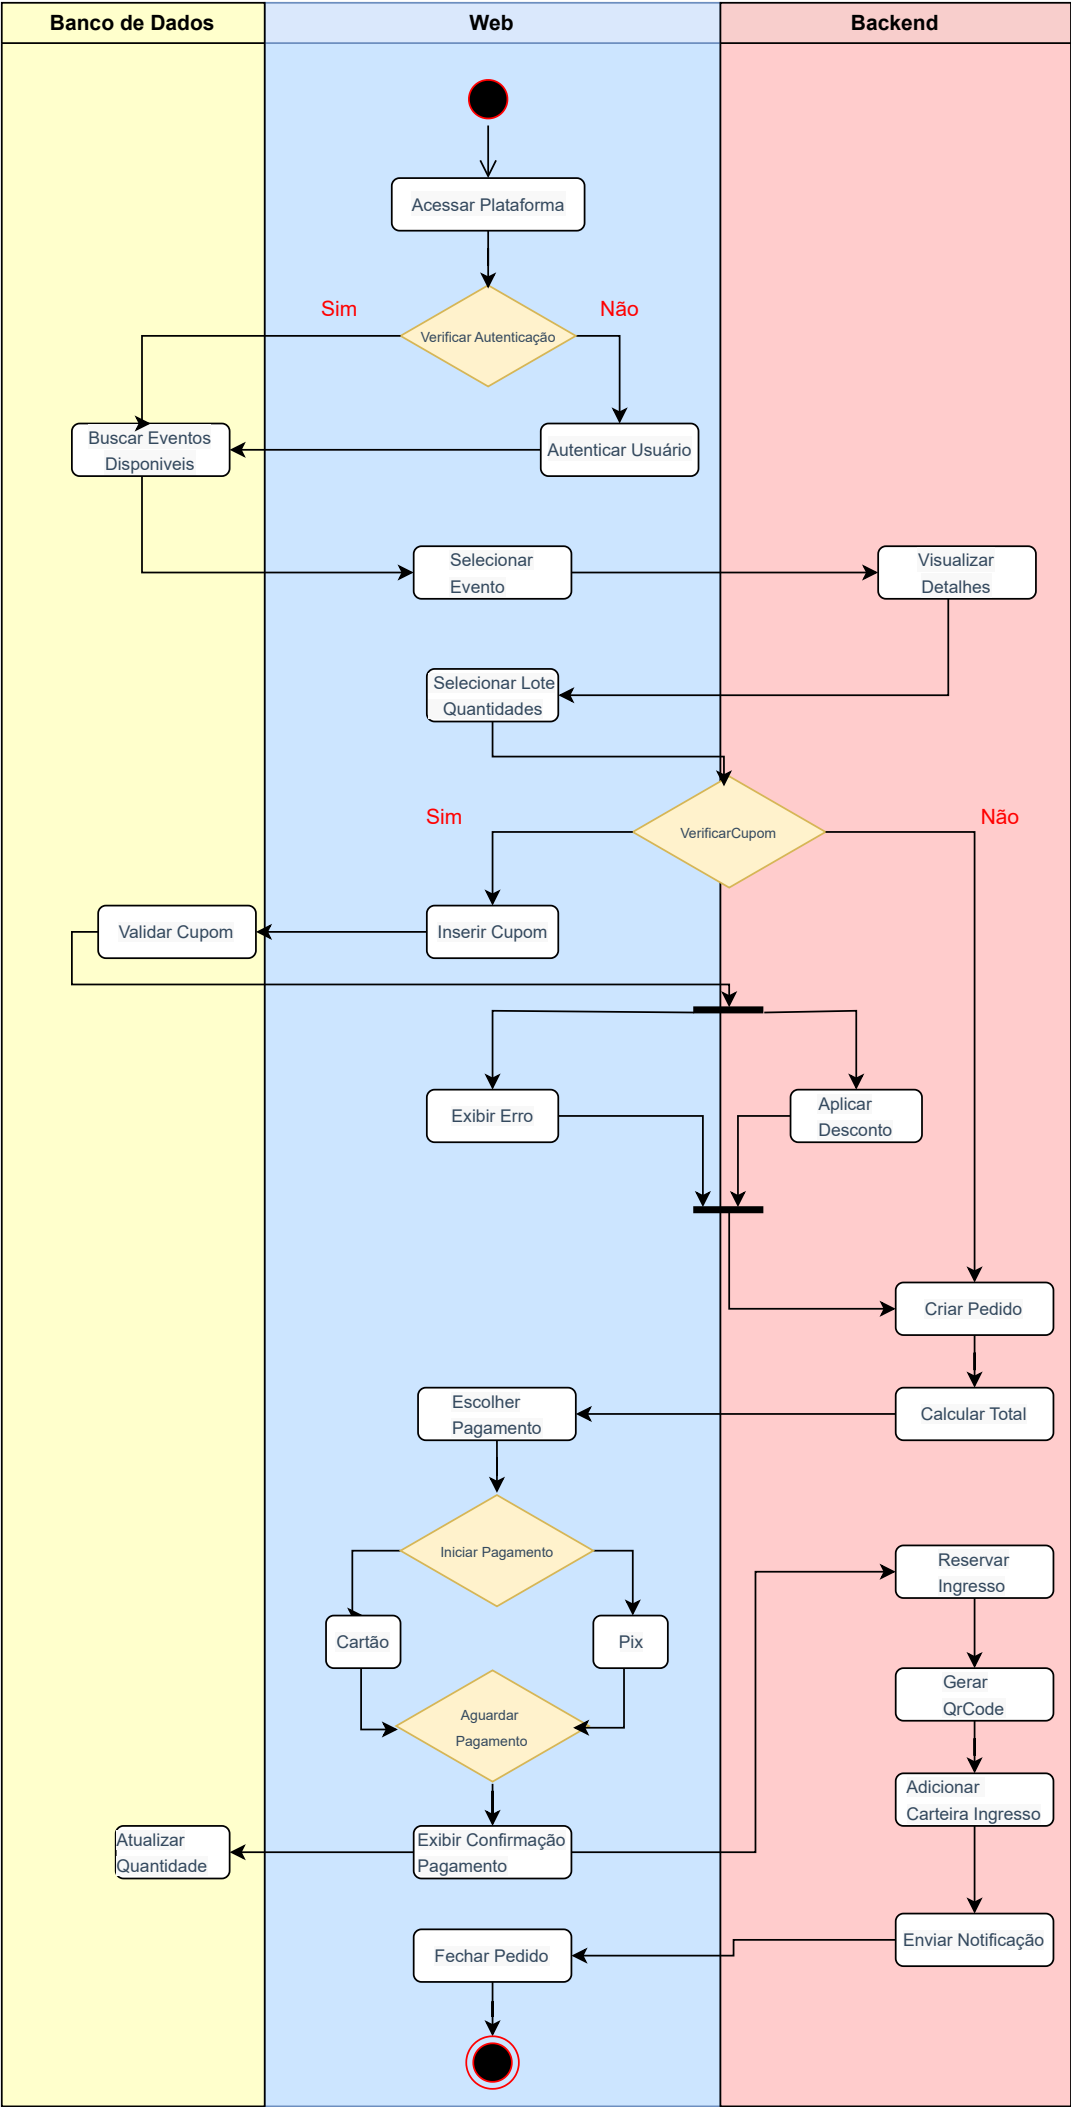 Banco de Dados
Web
Backend
Acessar Plataforma
Sim
Não
Verificar Autenticação
Buscar Eventos
Disponiveis
Autenticar Usuário
Selecionar
Evento
Visualizar
Detalhes
Selecionar Lote
Quantidades
Sim
Não
VerificarCupom
Validar Cupom
Inserir Cupom
Exibir Erro
Aplicar
Desconto
Criar Pedido
Escolher
Pagamento
Calcular Total
Iniciar Pagamento
Reservar
Ingresso
Cartão
Pix
Gerar
QrCode
Aguardar
Pagamento
Adicionar
Carteira Ingresso
Atualizar
Quantidade
Exibir Confirmação
Pagamento
Enviar Notificação
Fechar Pedido